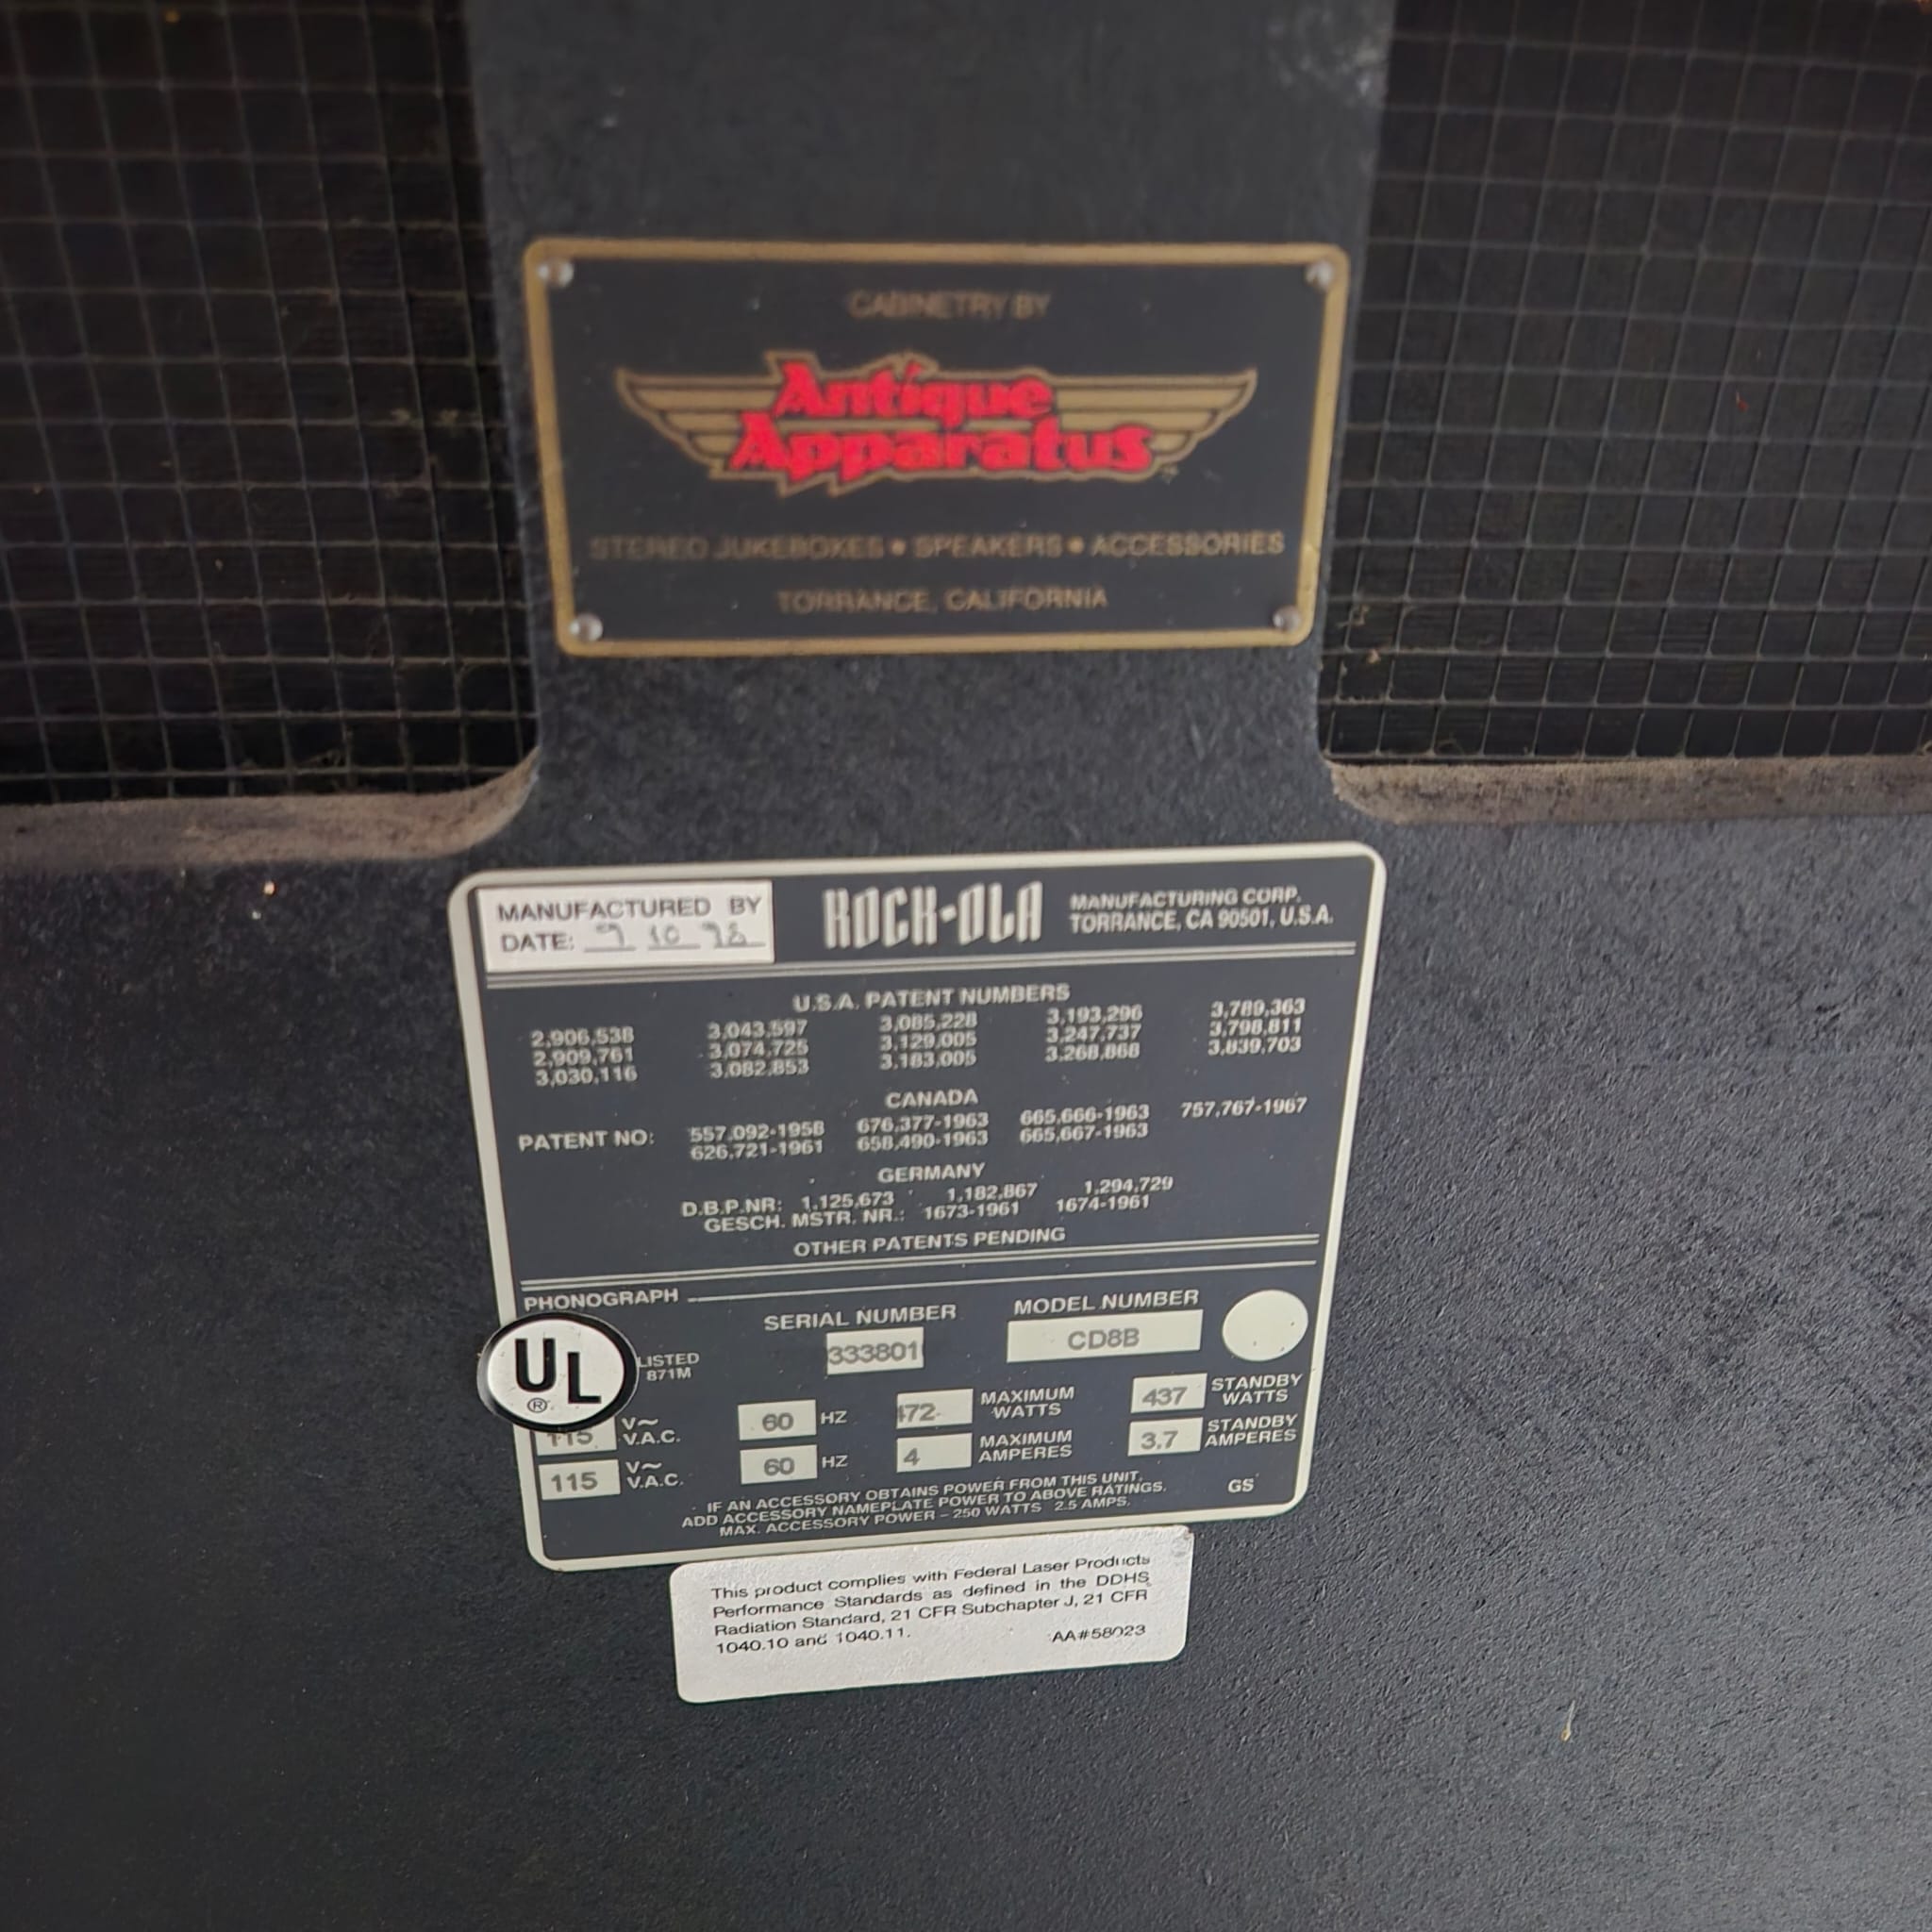 CABINETRY BY
Antique
Apparatus
STEREO JUKEBOXES • SPEAKERS • ACCESSORIES
TORRANCE, CALIFORNIA
MANUFACTURED BY
DATE: 9 10 98
ROCK-OLA
MANUFACTURING CORP.
TORRANCE, CA 90501, U.S.A.
U.S.A. PATENT NUMBERS
2,906,538 3,043,597 3,085,228 3,193,296 3,789,363
2,909,761 3,074,725 3,129,005 3,247,737 3,798,811
3,030,116 3,082,853 3,183,005 3,268,868 3,839,703
CANADA
PATENT NO: 557,092-1958 676,377-1963 665,666-1963 757,767-1967
626,721-1961 658,490-1963 665,667-1963
GERMANY
D.B.P.NR: 1,125,673 1,182,867 1,294,729
GESCH. MSTR. NR.: 1673-1961 1674-1961
OTHER PATENTS PENDING
PHONOGRAPH
SERIAL NUMBER MODEL NUMBER
UL ® LISTED 333801 CD8B
871M
115 V~ 60 HZ 472 MAXIMUM 437 STANDBY
V.A.C. WATTS WATTS
115 V~ 60 HZ 4 MAXIMUM 3.7 STANDBY
V.A.C. AMPERES AMPERES
IF AN ACCESSORY OBTAINS POWER FROM THIS UNIT, GS
ADD ACCESSORY NAMEPLATE POWER TO ABOVE RATINGS.
MAX. ACCESSORY POWER – 250 WATTS 2.5 AMPS.
This product complies with Federal Laser Products
Performance Standards as defined in the DDHS
Radiation Standard, 21 CFR Subchapter J, 21 CFR
1040.10 and 1040.11. AA#58023